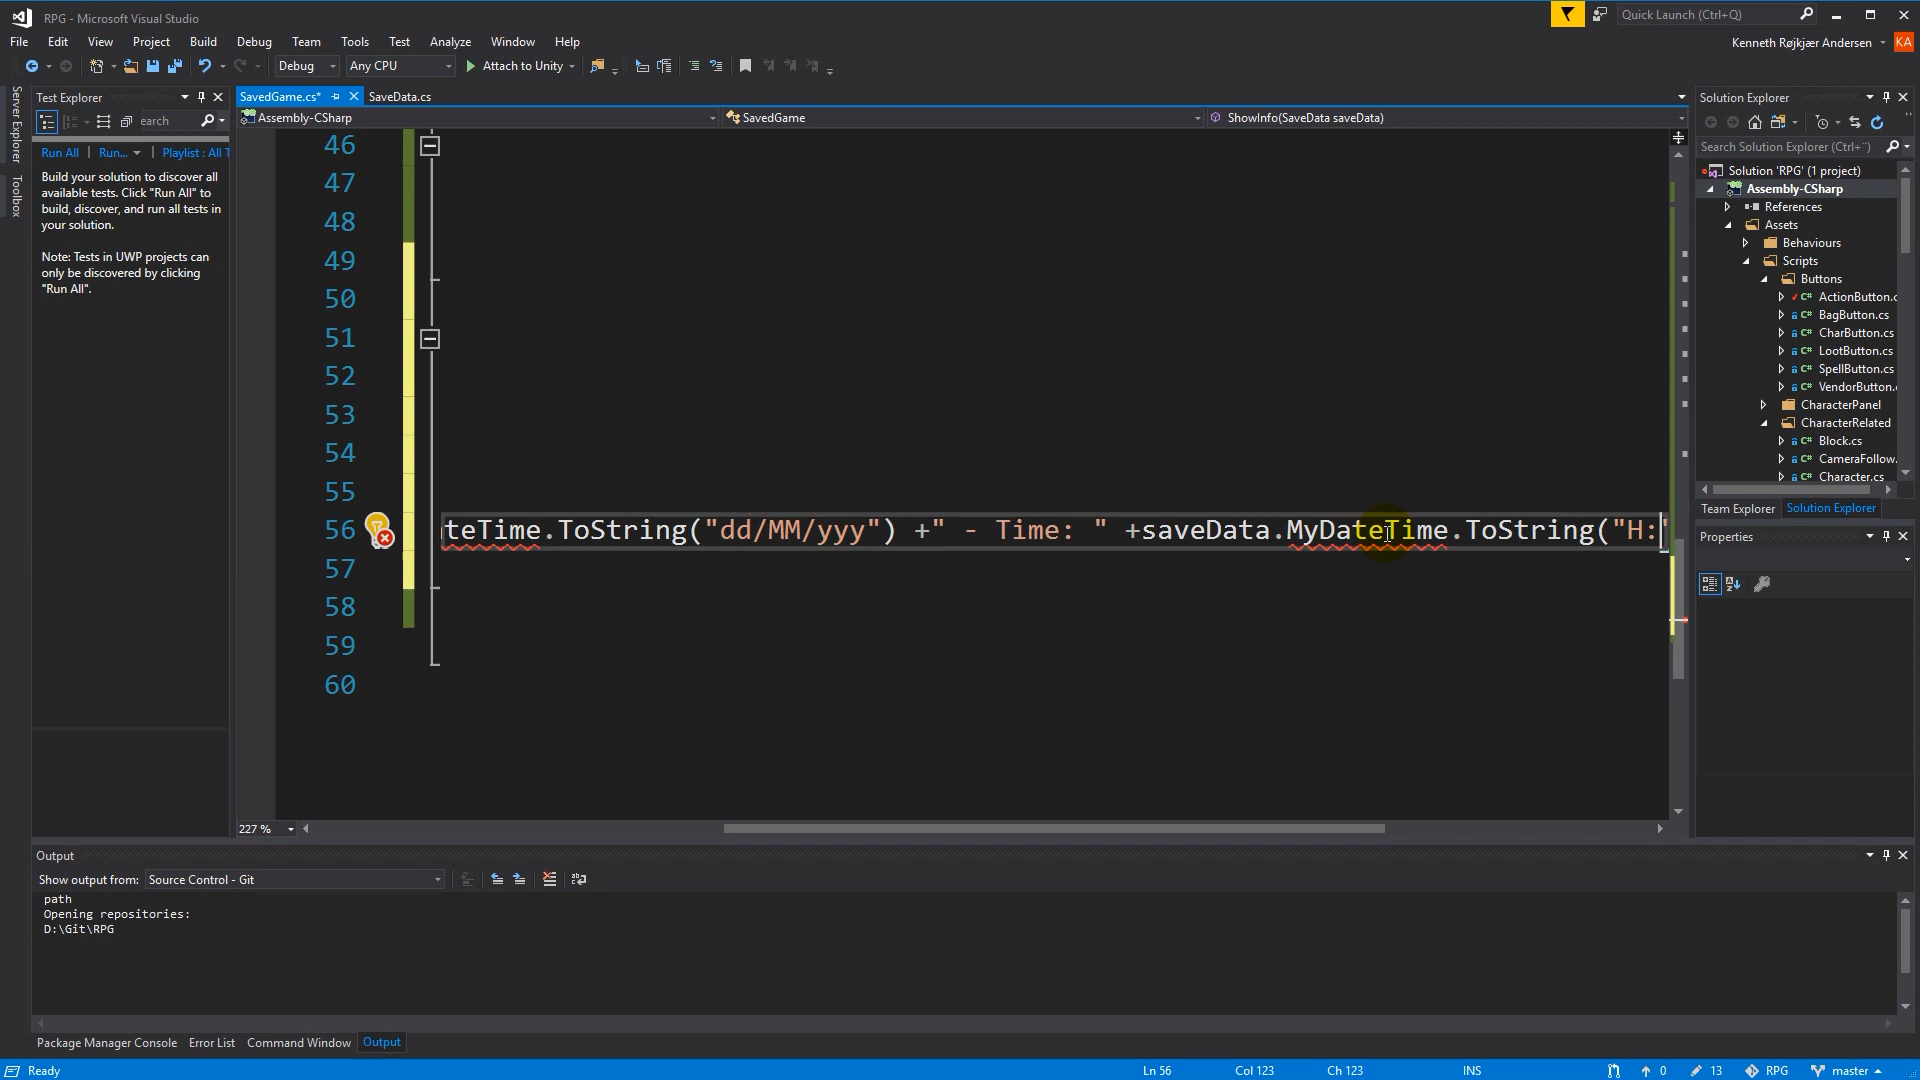 RPG - Microsoft Visual Studio
Quick Launch (Ctrl+Q)
File Edit View Project Build Debug Team Tools Test Analyze Window Help
Kenneth Røjkjær Andersen
KA
Debug
Any CPU
Attach to Unity
Server Explorer
Toolbox
Test Explorer
earch
Run All | Run... | Playlist : All T
Build your solution to discover all
available tests. Click "Run All" to
build, discover, and run all tests in
your solution.
Note: Tests in UWP projects can
only be discovered by clicking
"Run All".
SavedGame.cs*
SaveData.cs
Assembly-CSharp
SavedGame
ShowInfo(SaveData saveData)
46
47
48
49
50
51
52
53
54
55
56 teTime.ToString("dd/MM/yyy") +" - Time: " +saveData.MyDateTime.ToString("H:"
57
58
59
60
227 %
Solution Explorer
Search Solution Explorer (Ctrl+¨)
Solution 'RPG' (1 project)
Assembly-CSharp
References
Assets
Behaviours
Scripts
Buttons
ActionButton.c
BagButton.cs
CharButton.cs
LootButton.cs
SpellButton.cs
VendorButton.
CharacterPanel
CharacterRelated
Block.cs
CameraFollow.
Character.cs
Team Explorer Solution Explorer
Properties
Output
Show output from: Source Control - Git
path
Opening repositories:
D:\Git\RPG
Package Manager Console Error List Command Window Output
Ready
Ln 56
Col 123
Ch 123
INS
0
13
RPG
master